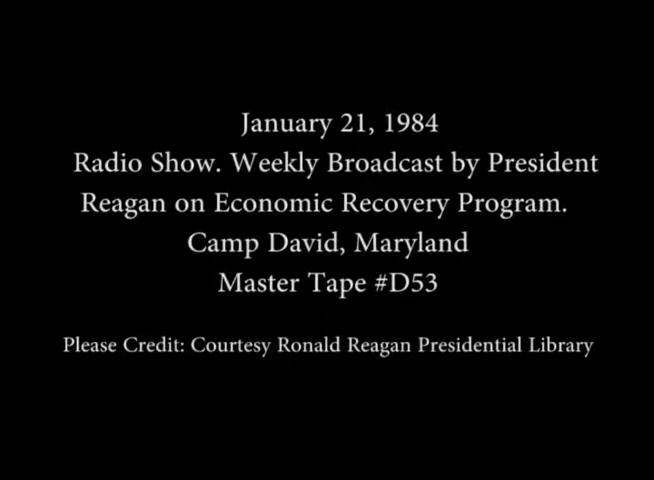 January 21, 1984
Radio Show. Weekly Broadcast by President
Reagan on Economic Recovery Program.
Camp David, Maryland
Master Tape #D53
Please Credit: Courtesy Ronald Reagan Presidential Library